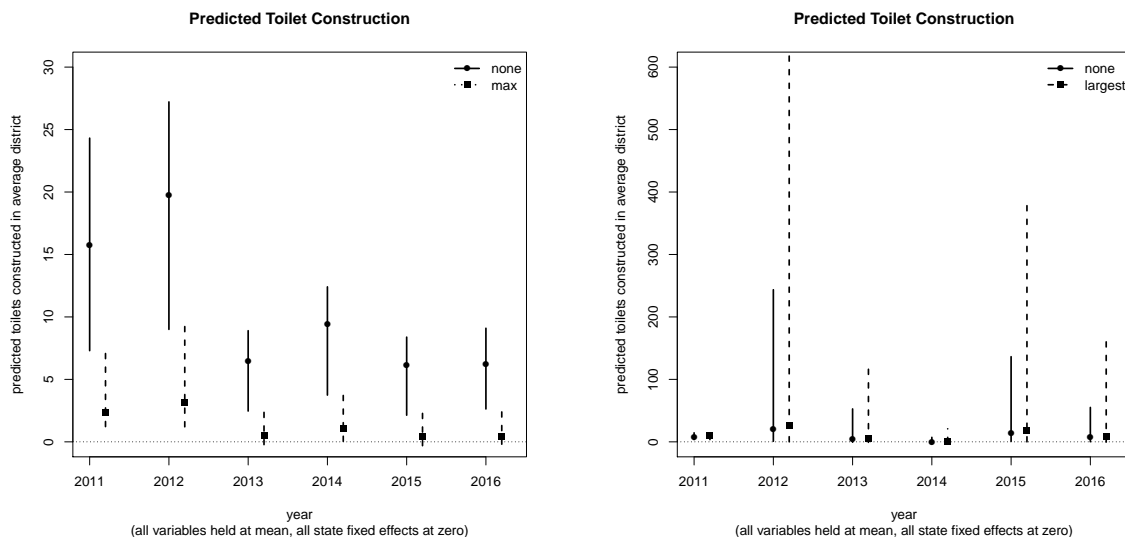 Predicted Toilet Construction
predicted toilets constructed in average district
30
25
20
15
10
5
0
none
max
2011 2012 2013 2014 2015 2016
year
(all variables held at mean, all state fixed effects at zero)
Predicted Toilet Construction
predicted toilets constructed in average district
600
500
400
300
200
100
0
none
largest
2011 2012 2013 2014 2015 2016
year
(all variables held at mean, all state fixed effects at zero)